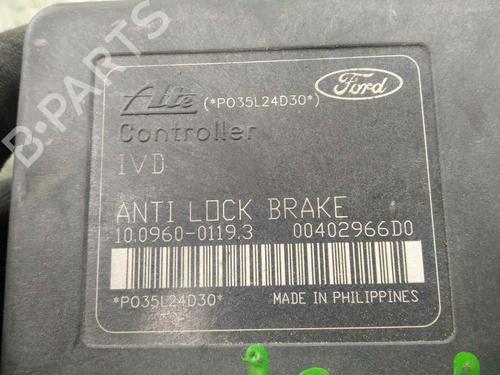 Ate (*P035L24D30*) Ford
Controller
IVD
ANTI LOCK BRAKE
10.0960-0119.3 00402966D0
*P035L24D30* MADE IN PHILIPPINES
B-Parts